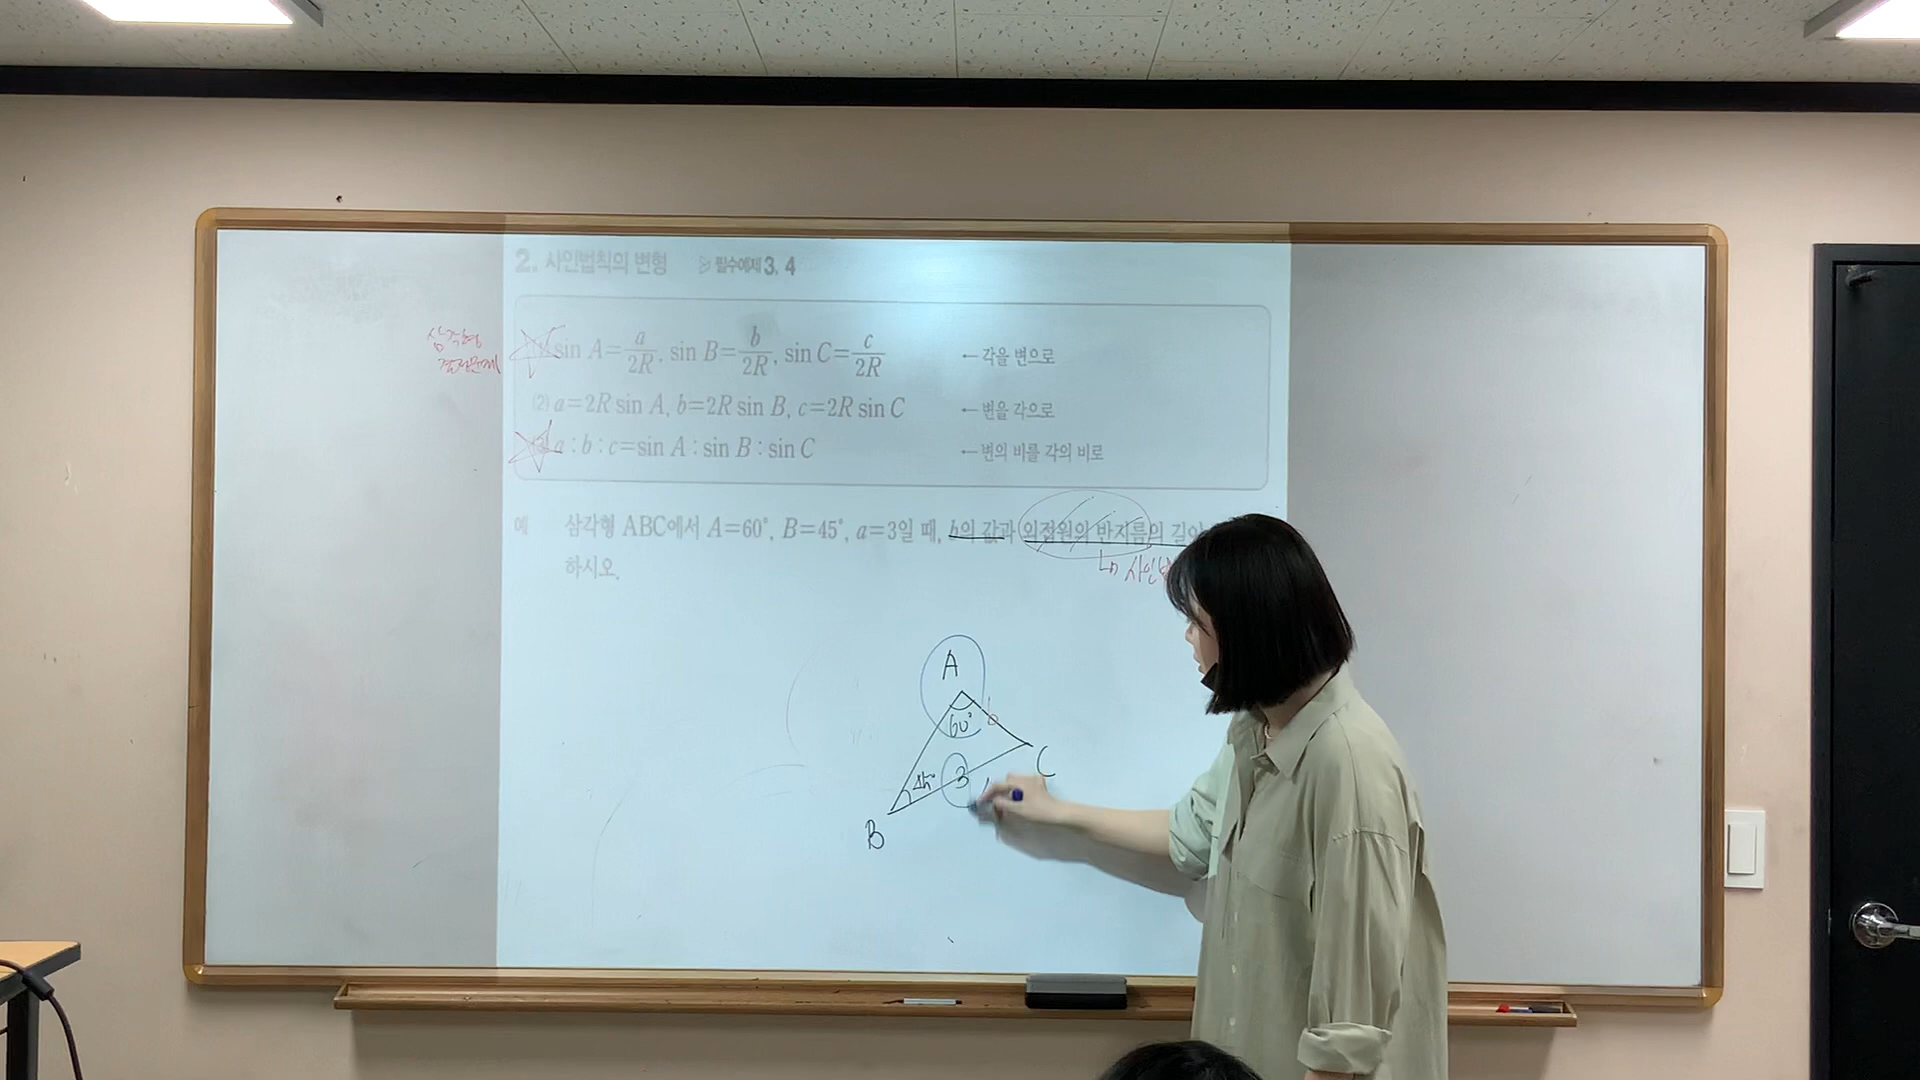 2. 사인법칙의 변형 필수예제 3, 4
삼각형
결정문제
sin A=a/2R, sin B=b/2R, sin C=c/2R ←각을 변으로
(2) a=2R sin A, b=2R sin B, c=2R sin C ←변을 각으로
a : b : c=sin A : sin B : sin C ←변의 비를 각의 비로
예 삼각형 ABC에서 A=60°, B=45°, a=3일 때, b의 값과 외접원의 반지름의 길이
하시오.
↳ 사인
A
60°
b
45°
3
C
B